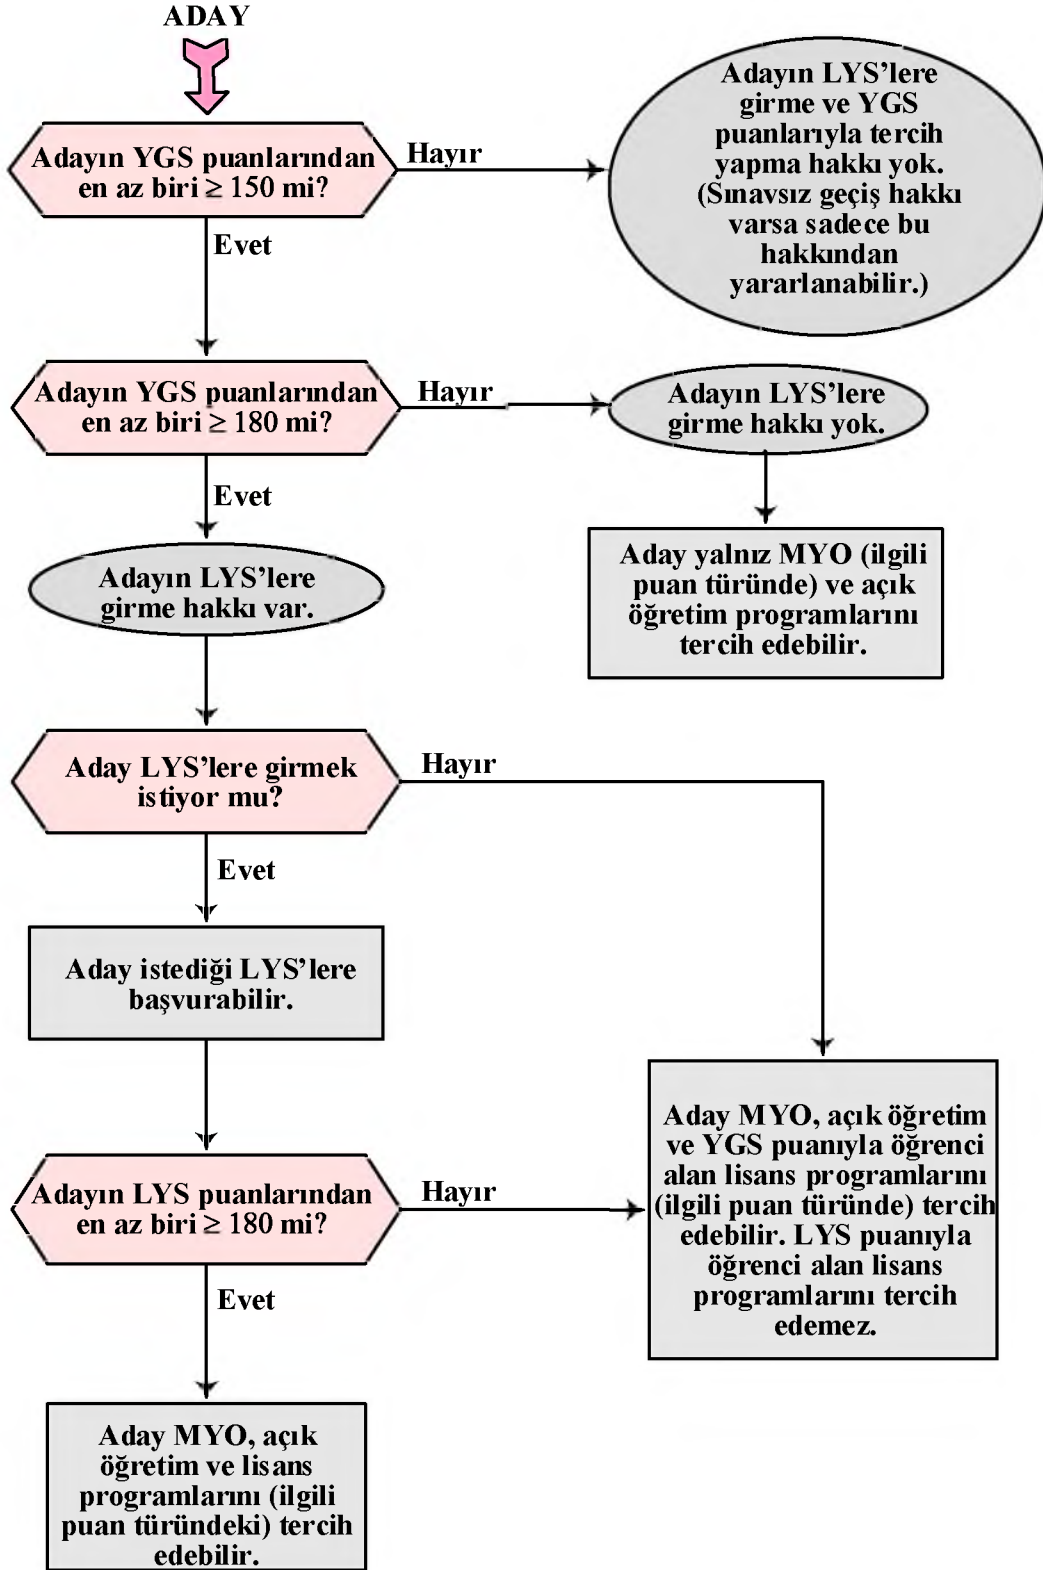 ADAY
Adayın YGS puanlarından
en az biri ≥ 150 mi?
Hayır
Adayın LYS’lere
girme ve YGS
puanlarıyla tercih
yapma hakkı yok.
(Sınavsız geçiş hakkı
varsa sadece bu
hakkından
yararlanabilir.)
Evet
Adayın YGS puanlarından
en az biri ≥ 180 mi?
Hayır
Adayın LYS’lere
girme hakkı yok.
Evet
Aday yalnız MYO (ilgili
puan türünde) ve açık
öğretim programlarını
tercih edebilir.
Adayın LYS’lere
girme hakkı var.
Aday LYS’lere girmek
istiyor mu?
Hayır
Evet
Aday istediği LYS’lere
başvurabilir.
Adayın LYS puanlarından
en az biri ≥ 180 mi?
Hayır
Aday MYO, açık öğretim
ve YGS puanıyla öğrenci
alan lisans programlarını
(ilgili puan türünde) tercih
edebilir. LYS puanıyla
öğrenci alan lisans
programlarını tercih
edemez.
Evet
Aday MYO, açık
öğretim ve lisans
programlarını (ilgili
puan türündeki) tercih
edebilir.